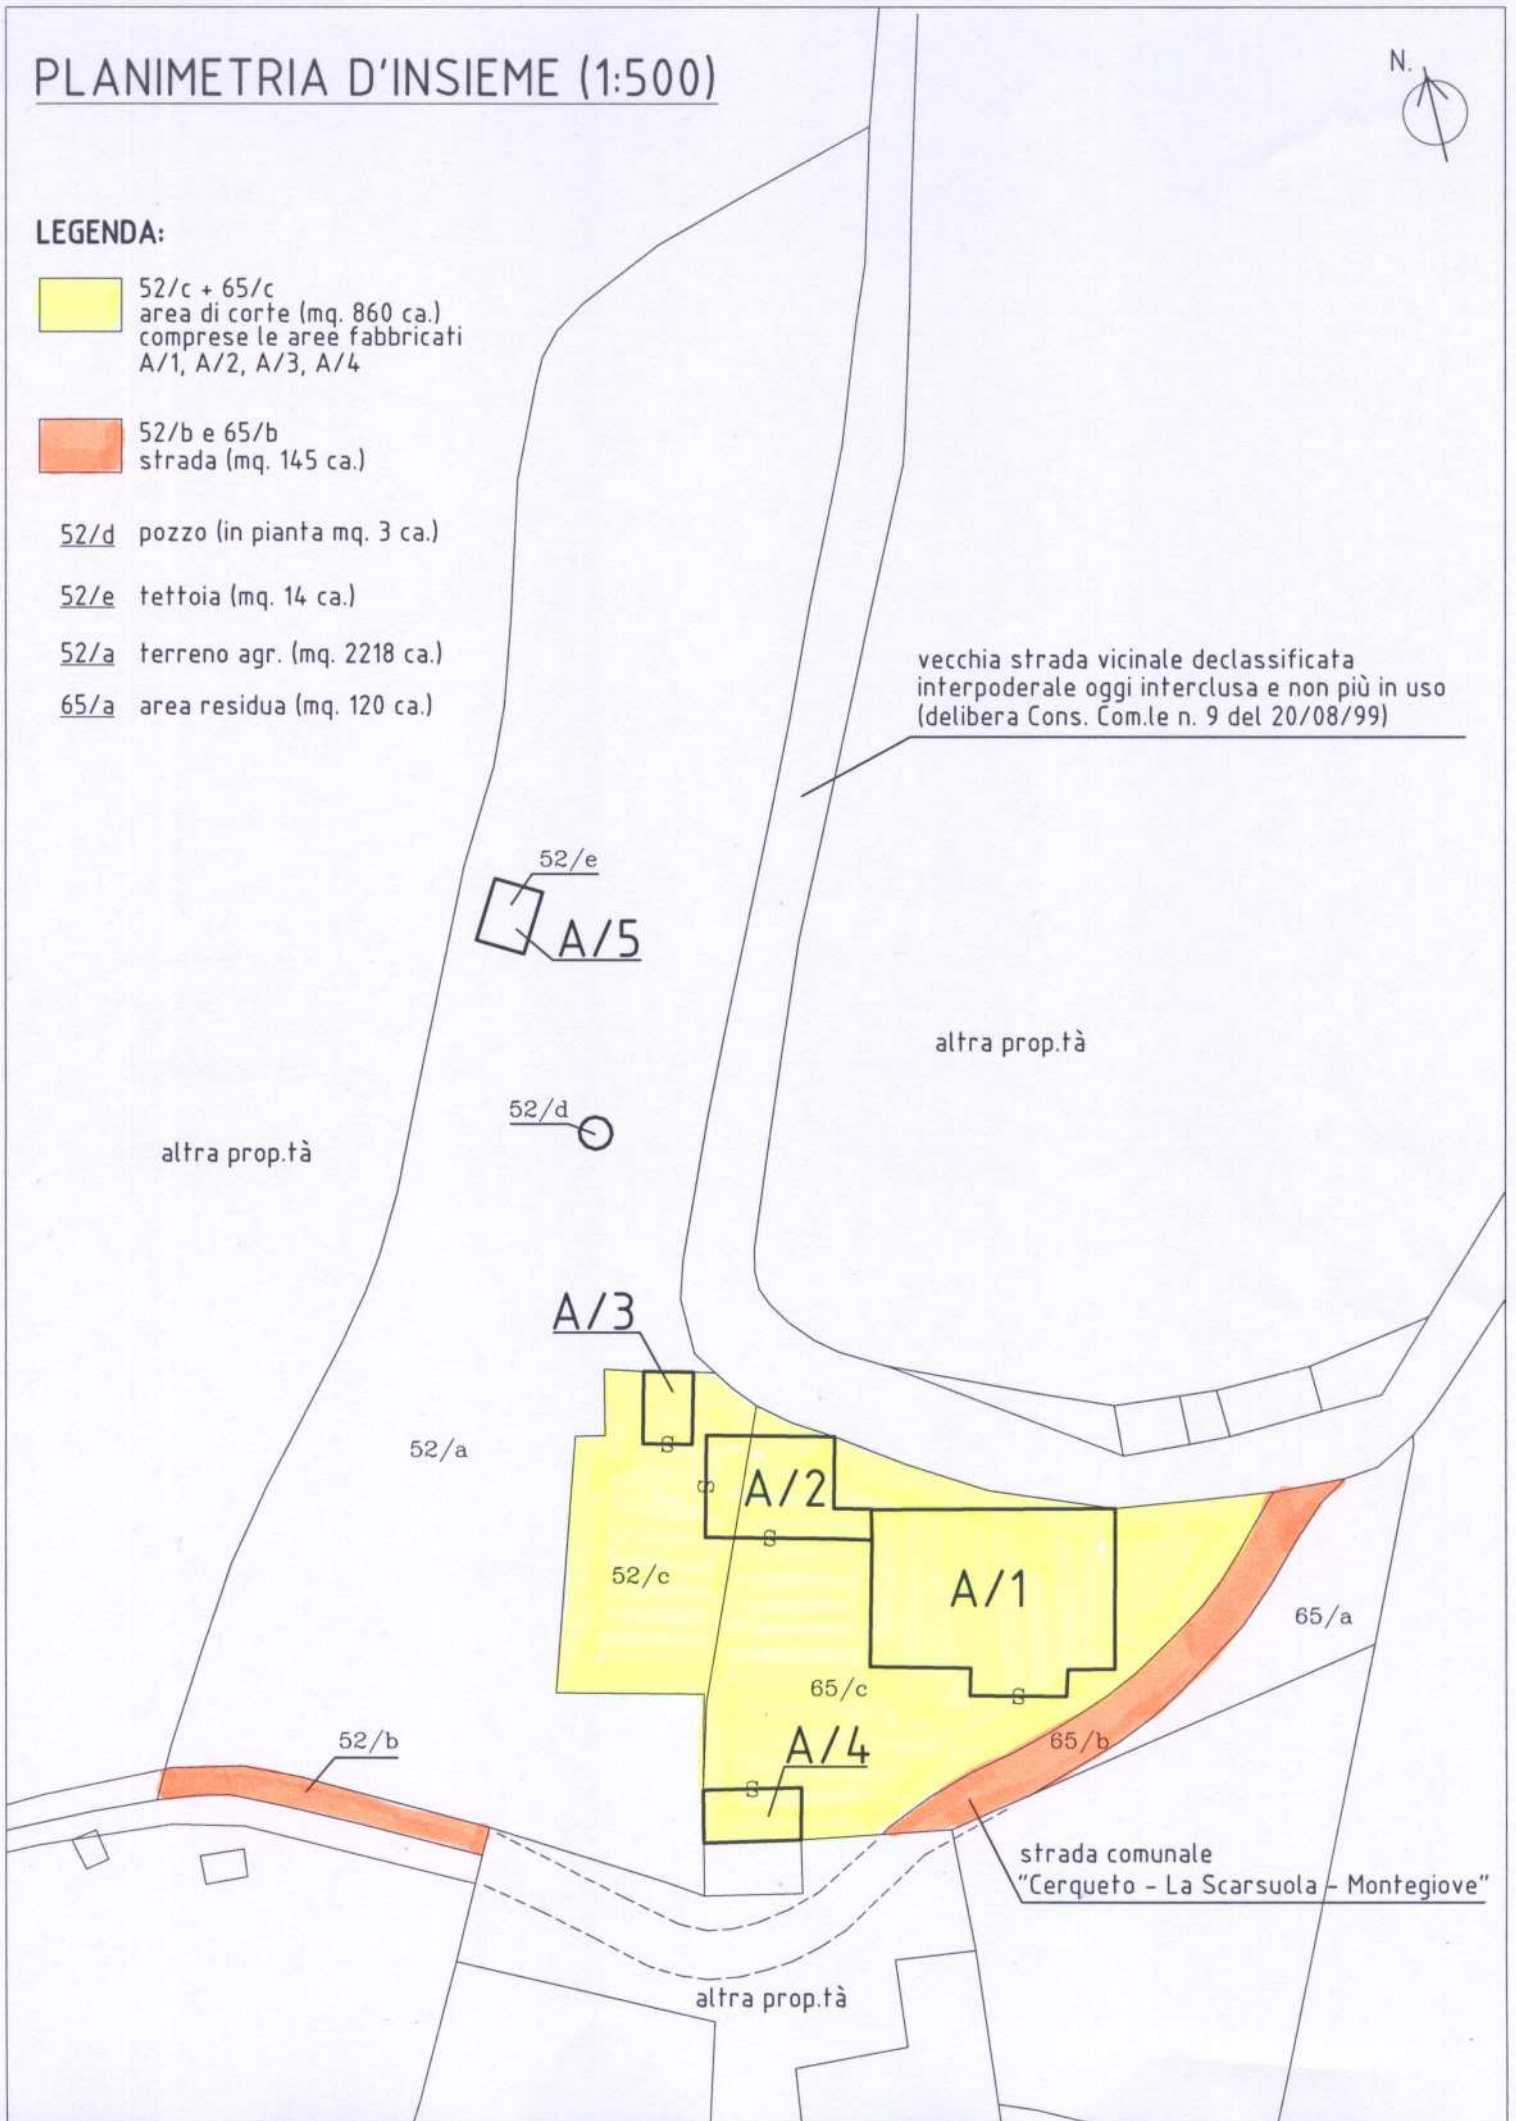 PLANIMETRIA D'INSIEME (1:500)
N.
LEGENDA:
52/c + 65/c
area di corte (mq. 860 ca.)
comprese le aree fabbricati
A/1, A/2, A/3, A/4
52/b e 65/b
strada (mq. 145 ca.)
52/d pozzo (in pianta mq. 3 ca.)
52/e tettoia (mq. 14 ca.)
52/a terreno agr. (mq. 2218 ca.)
65/a area residua (mq. 120 ca.)
vecchia strada vicinale declassificata
interpoderale oggi interclusa e non più in uso
(delibera Cons. Com.le n. 9 del 20/08/99)
52/e
A/5
altra prop.tà
52/d
altra prop.tà
A/3
52/a
S
S
A/2
S
52/c
A/1
65/a
65/c
S
52/b
65/b
A/4
S
strada comunale
"Cerqueto - La Scarsuola - Montegiove"
altra prop.tà